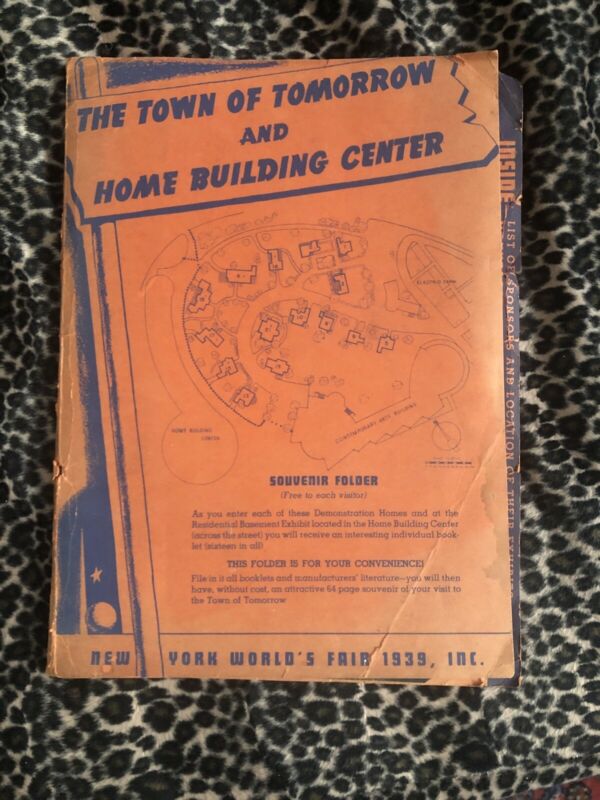 THE TOWN OF TOMORROW
AND
HOME BUILDING CENTER
INSIDE
LIST OF SPONSORS AND LOCATION OF THEIR
ELECTRIC FARM
HOME BUILDING
CENTER
CONTEMPORARY ARTS BUILDING
SOUVENIR FOLDER
(Free to each visitor)
As you enter each of these Demonstration Homes and at the
Residential Basement Exhibit located in the Home Building Center
(across the street) you will receive an interesting individual book-
let (sixteen in all)
THIS FOLDER IS FOR YOUR CONVENIENCE!
File in it all booklets and manufacturers' literature—you will then
have, without cost, an attractive 64 page souvenir of your visit to
the Town of Tomorrow
NEW YORK WORLD'S FAIR 1939, INC.